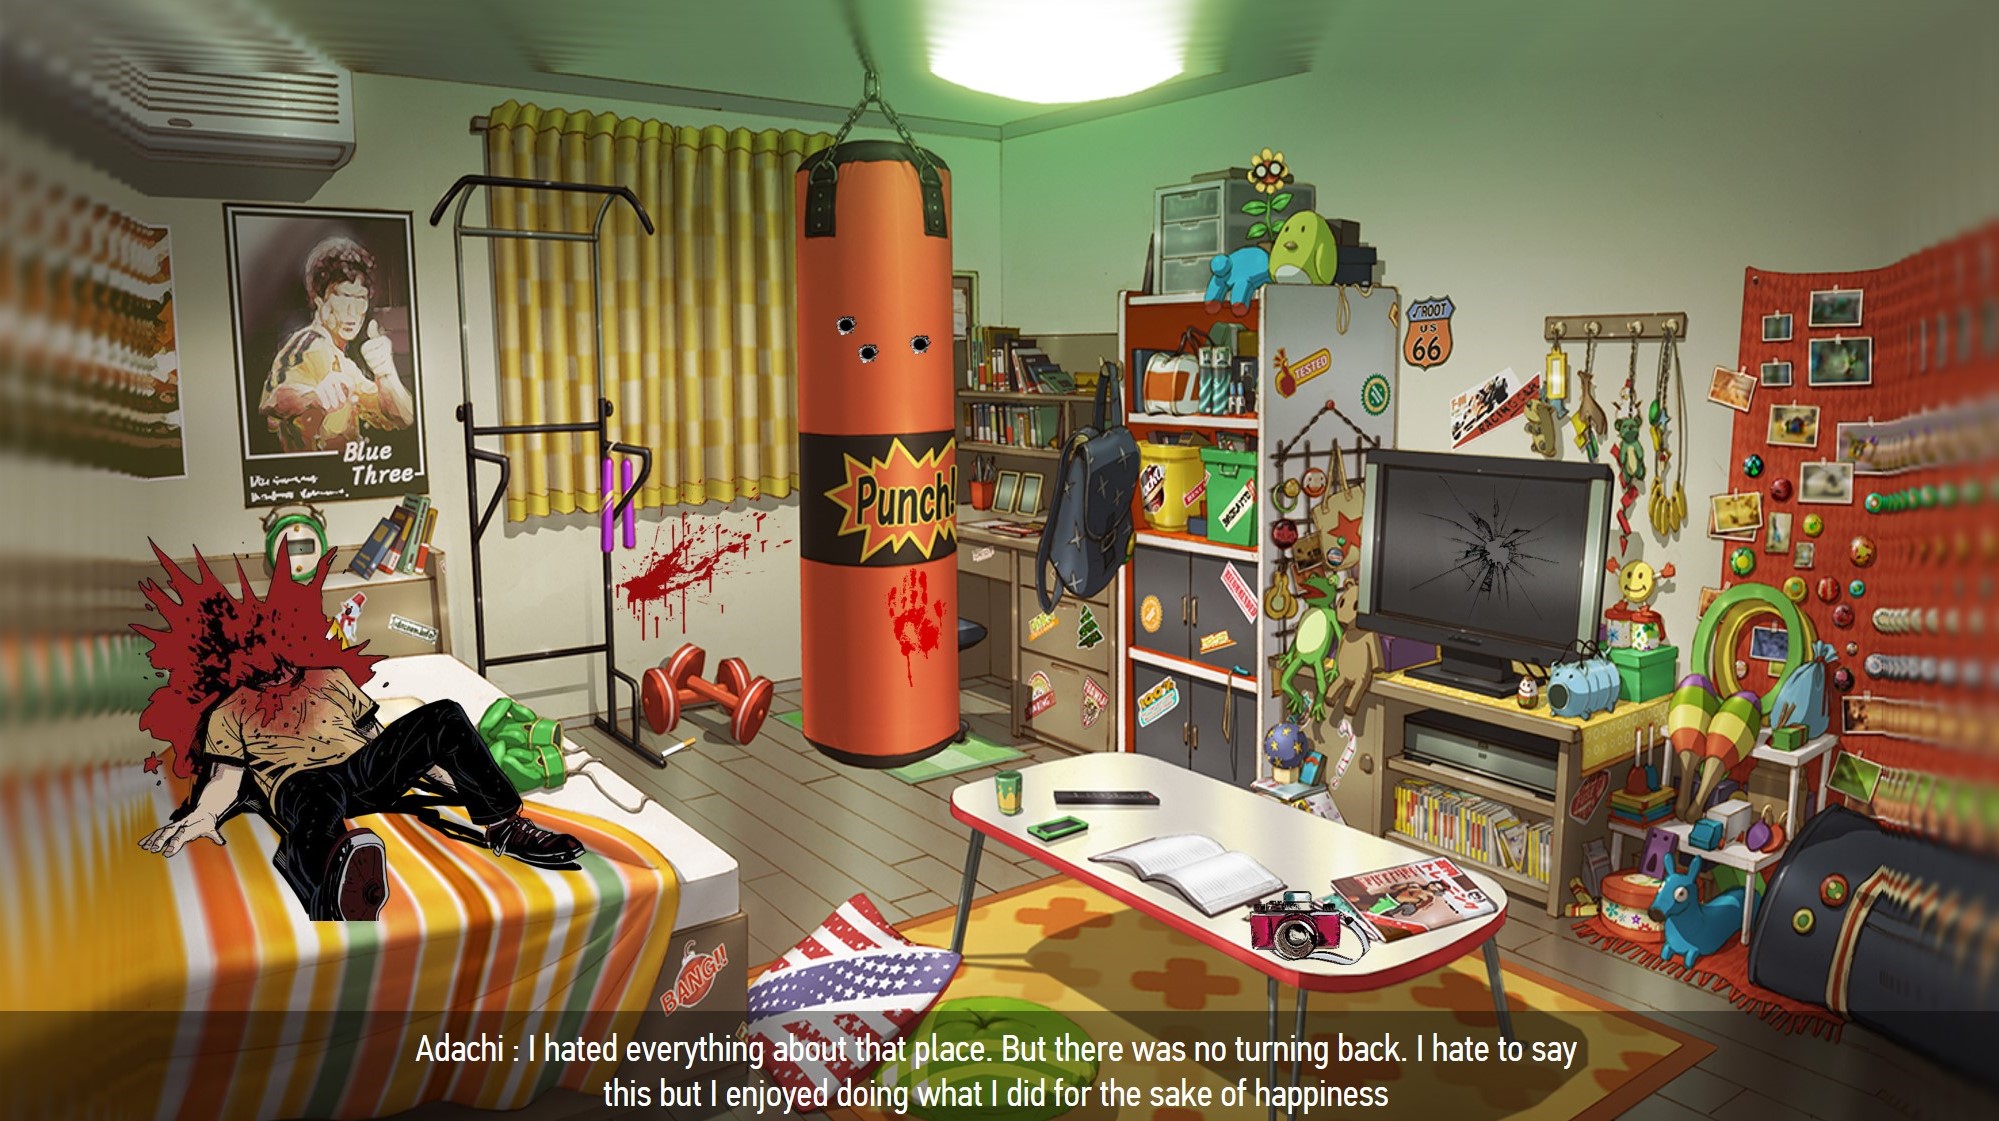 Blue
Three
Punch!
TESTED
ROOT
US
66
BANG!!
Adachi : I hated everything about that place. But there was no turning back. I hate to say
this but I enjoyed doing what I did for the sake of happiness